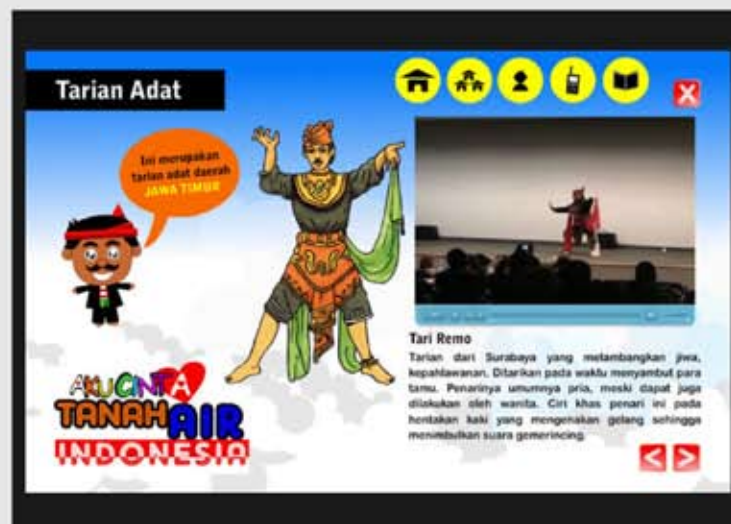 Tarian Adat
Ini merupakan
tarian adat daerah
JAWA TIMUR
Tari Remo
Tarian dari Surabaya yang melambangkan jiwa,
kepahlawanan. Ditarikan pada waktu menyambut para
tamu. Penarinya umumnya pria, meski dapat juga
dilakukan oleh wanita. Ciri khas penari ini pada
hentakan kaki yang mengenakan gelang sehingga
menimbulkan suara gemerincing.
AKU CINTA
TANAH AIR
INDONESIA